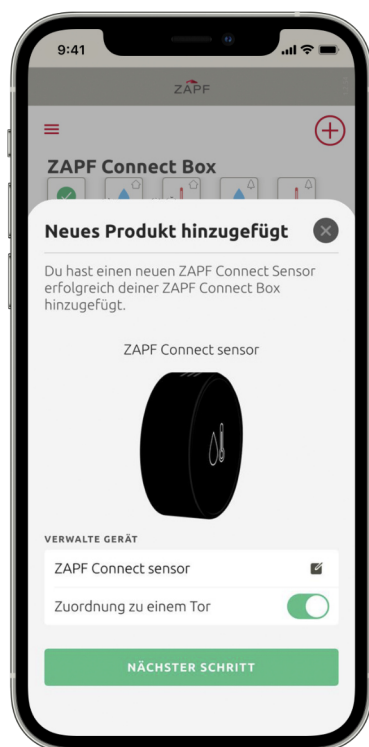 9:41
ZAPF
ZAPF Connect Box
Neues Produkt hinzugefügt
Du hast einen neuen ZAPF Connect Sensor
erfolgreich deiner ZAPF Connect Box
hinzugefügt.
ZAPF Connect sensor
VERWALTE GERÄT
ZAPF Connect sensor
Zuordnung zu einem Tor
NÄCHSTER SCHRITT